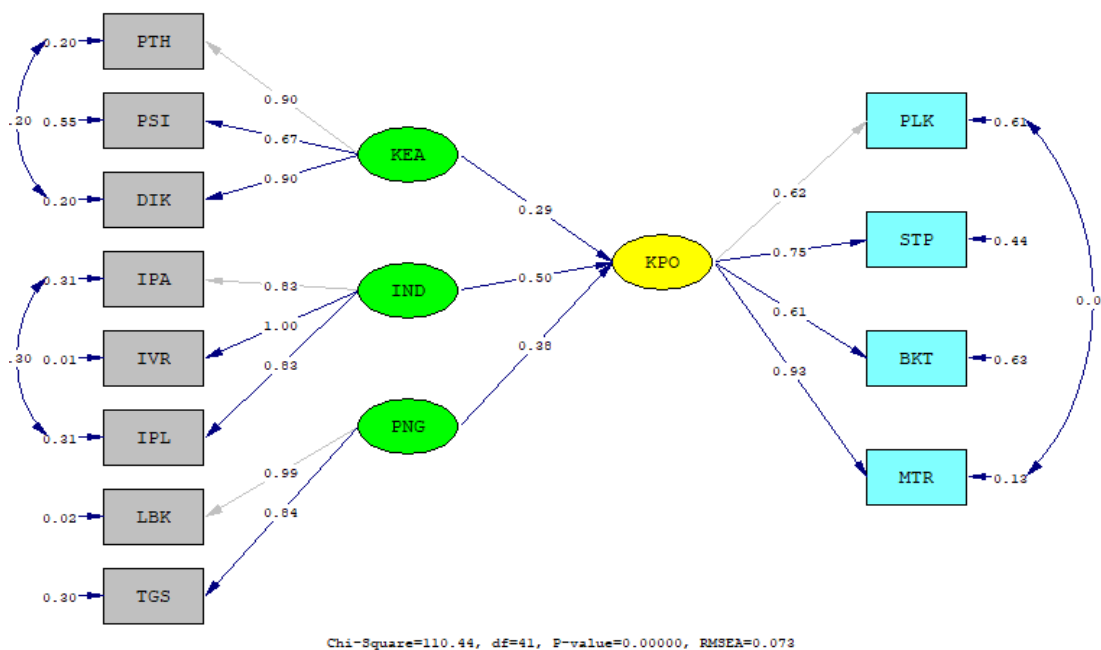 0.20 PTH
0.90
.20 0.55 PSI
0.67
KEA
0.90
0.20 DIK
0.29
0.31 IPA
0.83
IND
1.00
0.50
.30 0.01 IVR
0.83
0.38
0.31 IPL
PNG
0.99
0.02 LBK
0.84
0.30 TGS
KPO
0.62
PLK 0.61
0.75
STP 0.44
0.0
0.61
BKT 0.63
0.93
MTR 0.13
Chi-Square=110.44, df=41, P-value=0.00000, RMSEA=0.073